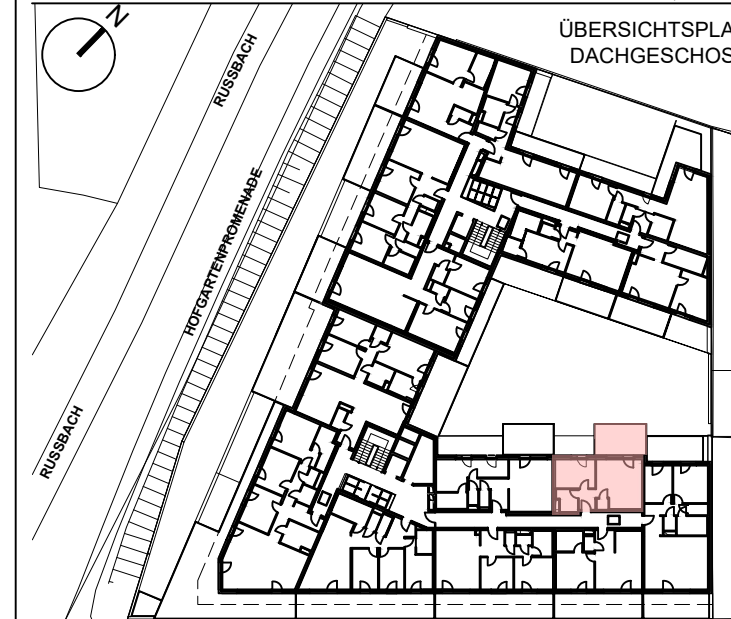 N
ÜBERSICHTSPLA
DACHGESCHOS
RUSSBACH
HOFGARTENPROMENADE
RUSSBACH